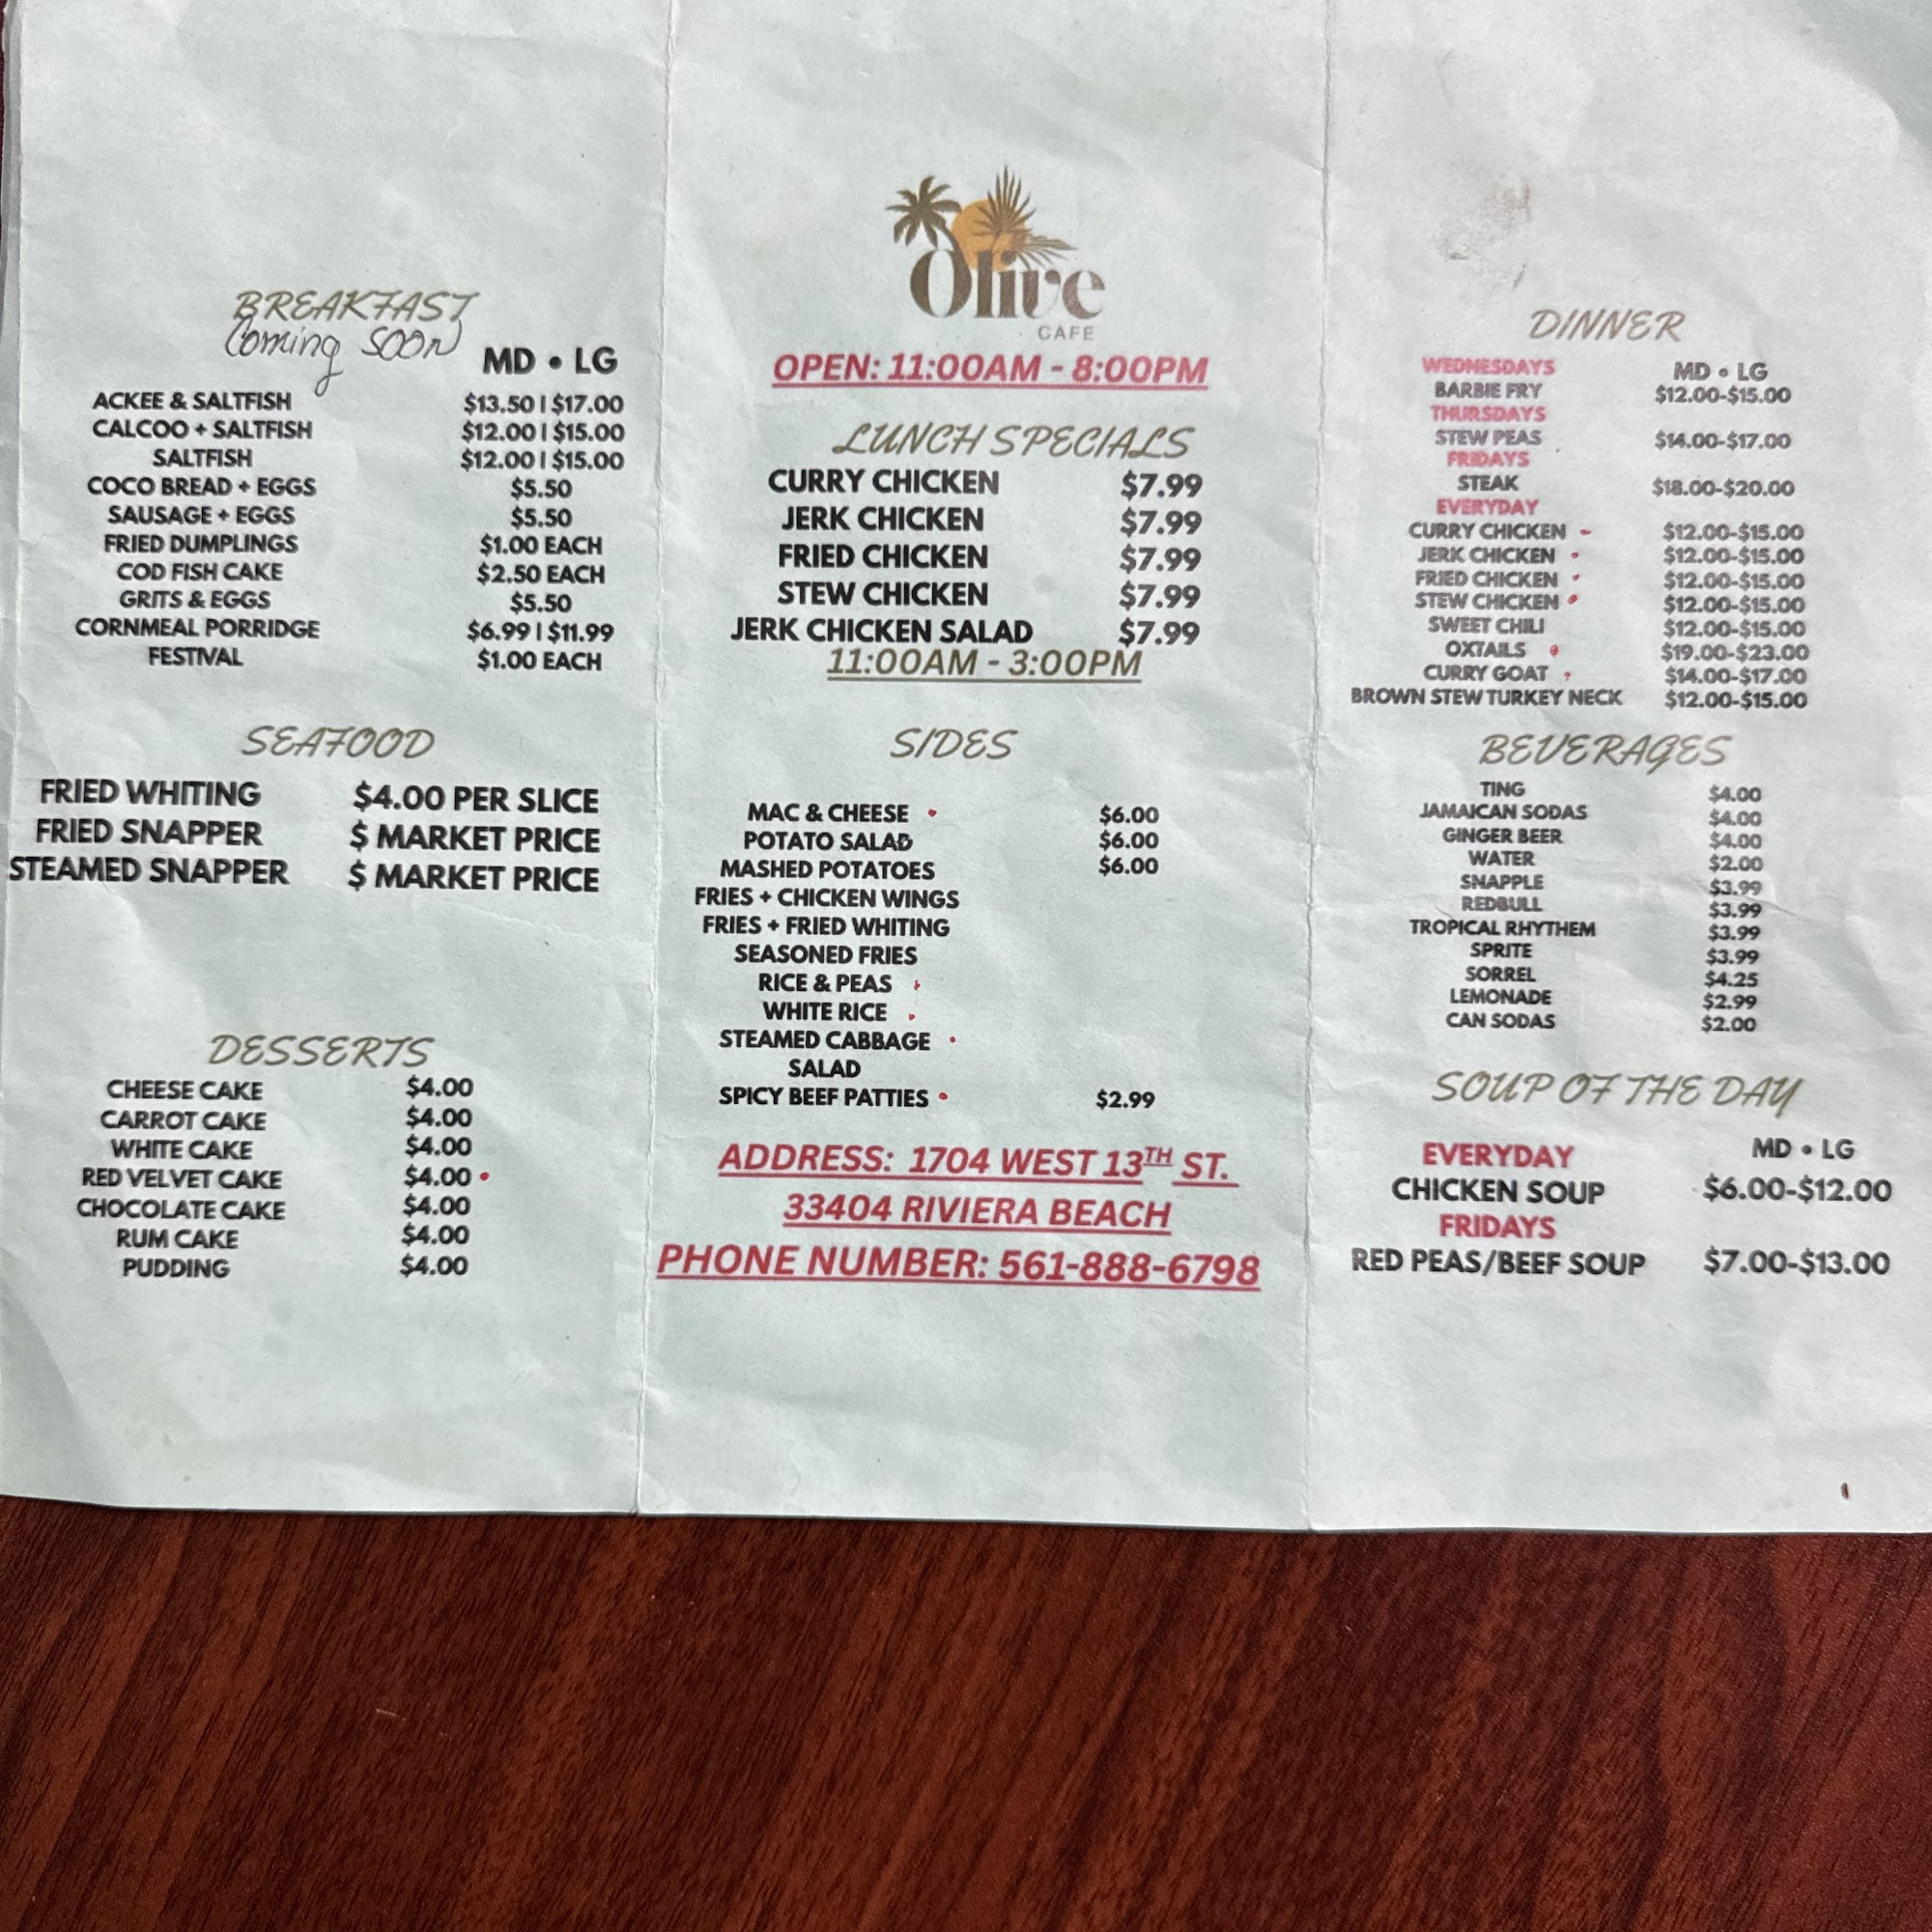 BREAKFAST
Coming SOON
MD • LG
ACKEE & SALTFISH $13.50 | $17.00
CALCOO + SALTFISH $12.00 | $15.00
SALTFISH $12.00 | $15.00
COCO BREAD + EGGS $5.50
SAUSAGE + EGGS $5.50
FRIED DUMPLINGS $1.00 EACH
COD FISH CAKE $2.50 EACH
GRITS & EGGS $5.50
CORNMEAL PORRIDGE $6.99 | $11.99
FESTIVAL $1.00 EACH
SEAFOOD
FRIED WHITING $4.00 PER SLICE
FRIED SNAPPER $ MARKET PRICE
STEAMED SNAPPER $ MARKET PRICE
DESSERTS
CHEESE CAKE $4.00
CARROT CAKE $4.00
WHITE CAKE $4.00
RED VELVET CAKE $4.00
CHOCOLATE CAKE $4.00
RUM CAKE $4.00
PUDDING $4.00
Olive
CAFE
OPEN: 11:00AM - 8:00PM
LUNCH SPECIALS
CURRY CHICKEN $7.99
JERK CHICKEN $7.99
FRIED CHICKEN $7.99
STEW CHICKEN $7.99
JERK CHICKEN SALAD $7.99
11:00AM - 3:00PM
SIDES
MAC & CHEESE $6.00
POTATO SALAD $6.00
MASHED POTATOES $6.00
FRIES + CHICKEN WINGS
FRIES + FRIED WHITING
SEASONED FRIES
RICE & PEAS
WHITE RICE
STEAMED CABBAGE
SALAD
SPICY BEEF PATTIES $2.99
ADDRESS: 1704 WEST 13TH ST.
33404 RIVIERA BEACH
PHONE NUMBER: 561-888-6798
DINNER
WEDNESDAYS MD • LG
BARBIE FRY $12.00-$15.00
THURSDAYS
STEW PEAS $14.00-$17.00
FRIDAYS
STEAK $18.00-$20.00
EVERYDAY
CURRY CHICKEN $12.00-$15.00
JERK CHICKEN $12.00-$15.00
FRIED CHICKEN $12.00-$15.00
STEW CHICKEN $12.00-$15.00
SWEET CHILI $12.00-$15.00
OXTAILS $19.00-$23.00
CURRY GOAT $14.00-$17.00
BROWN STEW TURKEY NECK $12.00-$15.00
BEVERAGES
TING $4.00
JAMAICAN SODAS $4.00
GINGER BEER $4.00
WATER $2.00
SNAPPLE $3.99
REDBULL $3.99
TROPICAL RHYTHEM $3.99
SPRITE $3.99
SORREL $4.25
LEMONADE $2.99
CAN SODAS $2.00
SOUP OF THE DAY
EVERYDAY MD • LG
CHICKEN SOUP $6.00-$12.00
FRIDAYS
RED PEAS/BEEF SOUP $7.00-$13.00